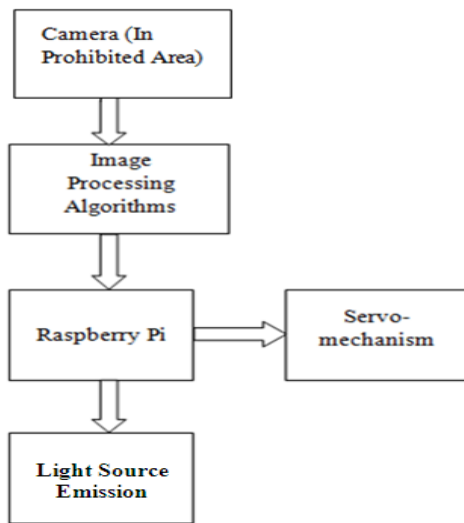 Camera (In
Prohibited Area)
Image
Processing
Algorithms
Raspberry Pi
Servo-
mechanism
Light Source
Emission